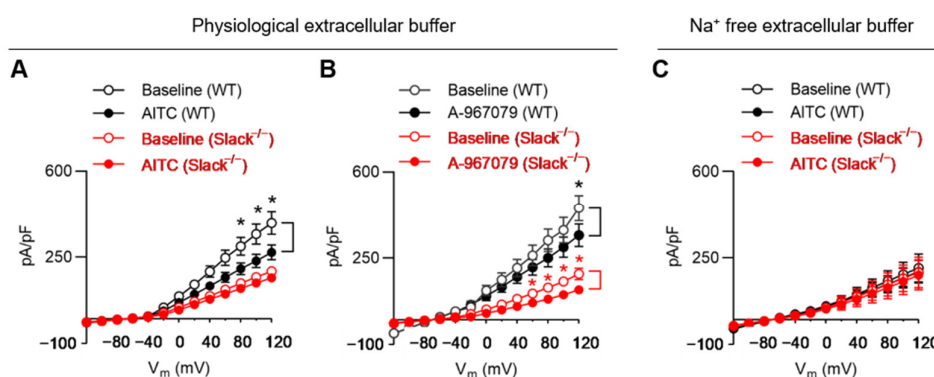 Physiological extracellular buffer
Na⁺ free extracellular buffer
A
Baseline (WT)
AITC (WT)
Baseline (Slack⁻/⁻)
AITC (Slack⁻/⁻)
600
250
−100
pA/pF
* * *
−80 −40 0 40 80 120
Vₘ (mV)
B
Baseline (WT)
A-967079 (WT)
Baseline (Slack⁻/⁻)
A-967079 (Slack⁻/⁻)
600
250
−100
pA/pF
*
* * * *
−80 −40 0 40 80 120
Vₘ (mV)
C
Baseline (WT)
AITC (WT)
Baseline (Slack⁻/⁻)
AITC (Slack⁻/⁻)
600
250
−100
pA/pF
−80 −40 0 40 80 120
Vₘ (mV)